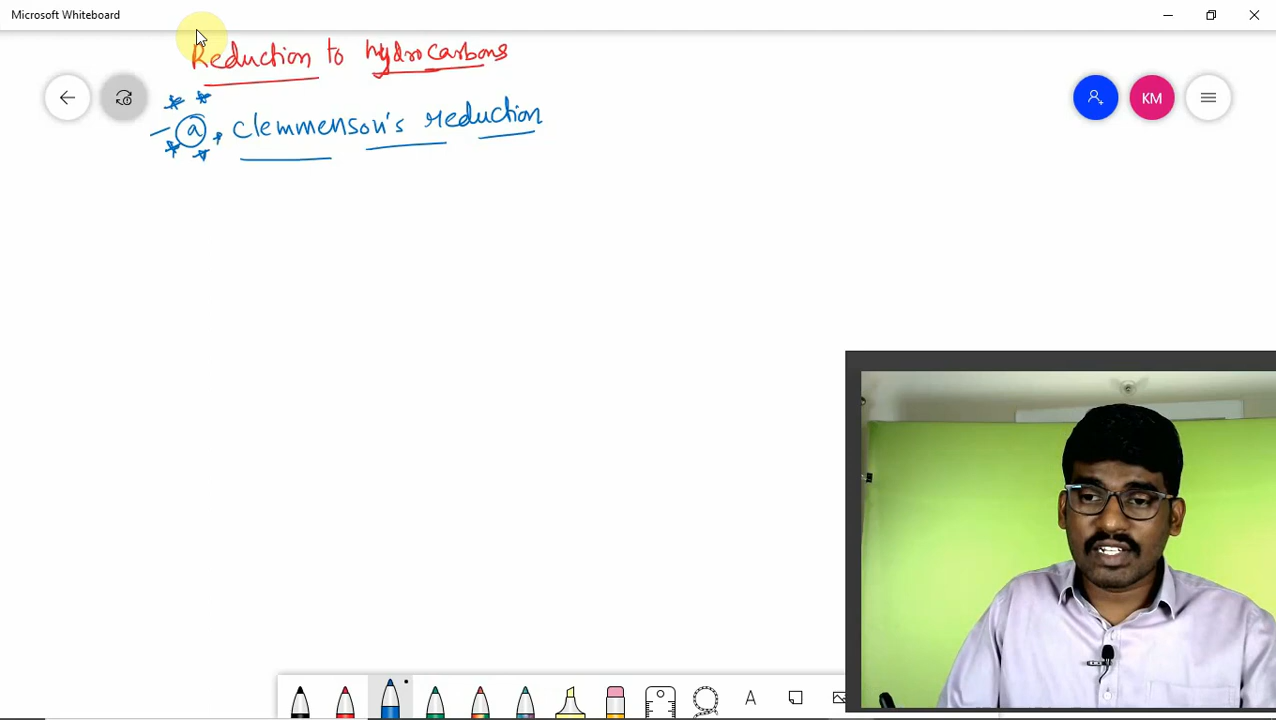 Microsoft Whiteboard
Reduction to hydrocarbons
a clemmenson's reduction
KM
A